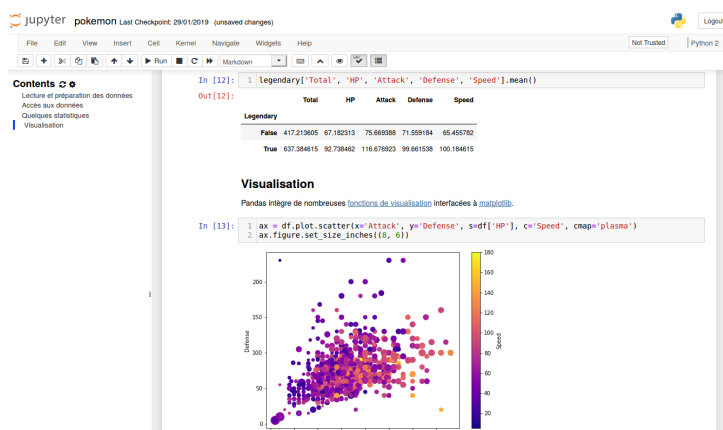 jupyter pokemon Last Checkpoint: 29/01/2019 (unsaved changes)
Logou
File Edit View Insert Cell Kernel Navigate Widgets Help
Not Trusted
Python 2
Run
Markdown
Contents
Lecture et préparation des données
Accès aux données
Quelques statistiques
Visualisation
In [12]: 1 legendary['Total', 'HP', 'Attack', 'Defense', 'Speed'].mean()
Out[12]:
Total HP Attack Defense Speed
Legendary
False 417.213605 67.182313 75.669388 71.559184 65.455782
True 637.384615 92.738462 116.676923 99.661538 100.184615
Visualisation
Pandas intègre de nombreuses fonctions de visualisation interfacées à matplotlib.
In [13]: 1 ax = df.plot.scatter(x='Attack', y='Defense', s=df['HP'], c='Speed', cmap='plasma')
2 ax.figure.set_size_inches((8, 6))
200
150
100
50
0
Defense
180
160
140
120
100
80
60
40
20
Speed